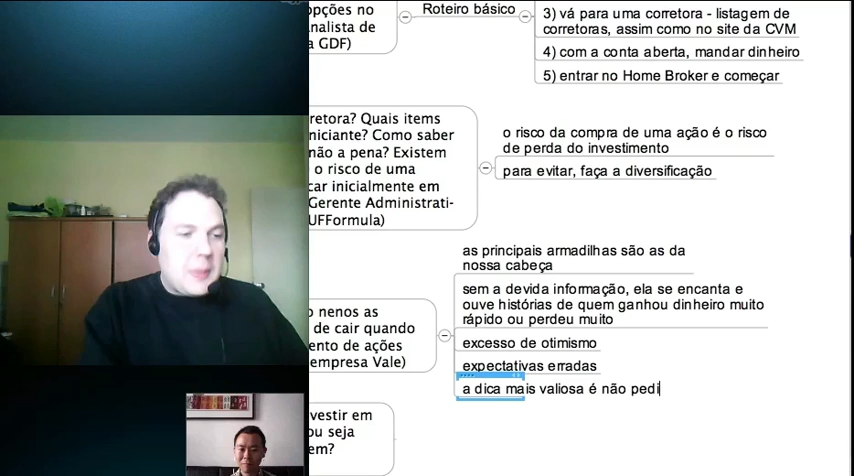 opções no
nalista de
a GDF)
Roteiro básico
3) vá para uma corretora - listagem de
corretoras, assim como no site da CVM
4) com a conta aberta, mandar dinheiro
5) entrar no Home Broker e começar
retora? Quais items
niciante? Como saber
não a pena? Existem
o risco de uma
car inicialmente em
Gerente Administrati-
UFFormula)
o risco da compra de uma ação é o risco
de perda do investimento
para evitar, faça a diversificação
o nenos as
de cair quando
ento de ações
empresa Vale)
as principais armadilhas são as da
nossa cabeça
sem a devida informação, ela se encanta e
ouve histórias de quem ganhou dinheiro muito
rápido ou perdeu muito
excesso de otimismo
expectativas erradas
a dica mais valiosa é não pedi
vestir em
ou seja
em?